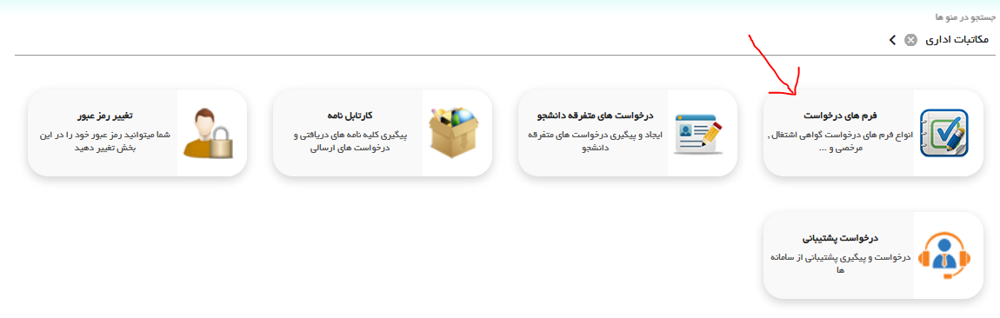 جستجو در منو ها
مکاتبات اداری
فرم های درخواست
انواع فرم های درخواست گواهی اشتغال ,
مرخصی و ...
درخواست های متفرقه دانشجو
ایجاد و پیگیری درخواست های متفرقه
دانشجو
کارتابل نامه
پیگیری کلیه نامه های دریافتی و
درخواست های ارسالی
تغییر رمز عبور
شما میتوانید رمز عبور خود را در این
بخش تغییر دهید
درخواست پشتیبانی
درخواست و پیگیری پشتیبانی از سامانه
ها